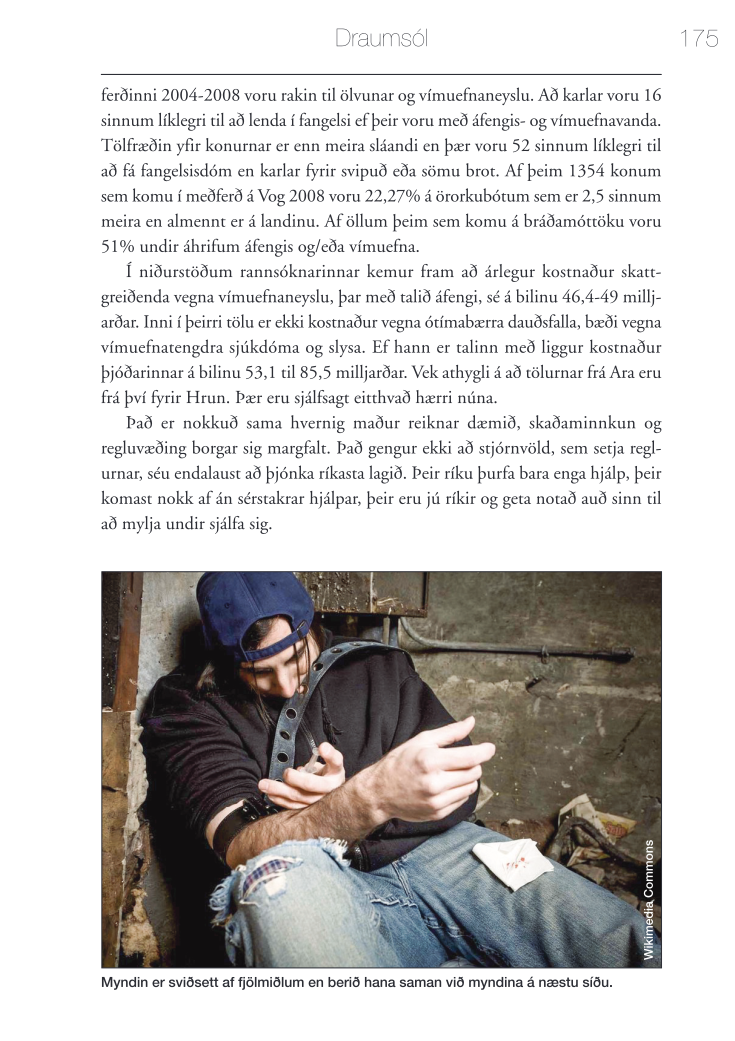 Draumsól 175
ferðinni 2004-2008 voru rakin til ölvunar og vímuefnaneyslu. Að karlar voru 16
sinnum líklegri til að lenda í fangelsi ef þeir voru með áfengis- og vímuefnavanda.
Tölfræðin yfir konurnar er enn meira sláandi en þær voru 52 sinnum líklegri til
að fá fangelsisdóm en karlar fyrir svipuð eða sömu brot. Af þeim 1354 konum
sem komu í meðferð á Vog 2008 voru 22,27% á örorkubótum sem er 2,5 sinnum
meira en almennt er á landinu. Af öllum þeim sem komu á bráðamóttöku voru
51% undir áhrifum áfengis og/eða vímuefna.
Í niðurstöðum rannsóknarinnar kemur fram að árlegur kostnaður skatt-
greiðenda vegna vímuefnaneyslu, þar með talið áfengi, sé á bilinu 46,4-49 millj-
arðar. Inni í þeirri tölu er ekki kostnaður vegna ótímabærra dauðsfalla, bæði vegna
vímuefnatengdra sjúkdóma og slysa. Ef hann er talinn með liggur kostnaður
þjóðarinnar á bilinu 53,1 til 85,5 milljarðar. Vek athygli á að tölurnar frá Ara eru
frá því fyrir Hrun. Þær eru sjálfsagt eitthvað hærri núna.
Það er nokkuð sama hvernig maður reiknar dæmið, skaðaminnkun og
regluvæðing borgar sig margfalt. Það gengur ekki að stjórnvöld, sem setja regl-
urnar, séu endalaust að þjónka ríkasta lagið. Þeir ríku þurfa bara enga hjálp, þeir
komast nokk af án sérstakrar hjálpar, þeir eru jú ríkir og geta notað auð sinn til
að mylja undir sjálfa sig.
Wikimedia Commons
Myndin er sviðsett af fjölmiðlum en berið hana saman við myndina á næstu síðu.